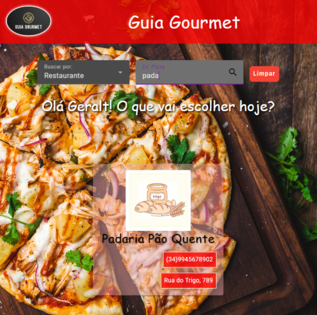 GUIA GOURMET
Guia Gourmet
Buscar por:
Restaurante
pada
Limpar
Olá Geralt! O que vai escolher hoje?
Padaria Pão Quente
(34)9945678902
Rua do Trigo, 789